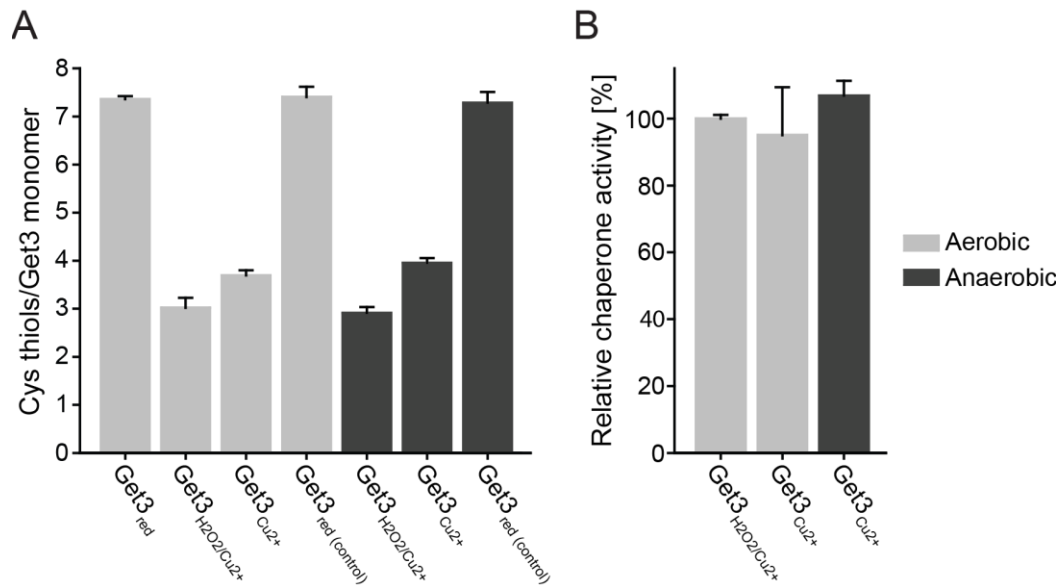 A
Cys thiols/Get3 monomer
8
7
6
5
4
3
2
1
0
Get3 red
Get3 H2O2/Cu2+
Get3 Cu2+
Get3 red (control)
Get3 H2O2/Cu2+
Get3 Cu2+
Get3 red (control)
B
Relative chaperone activity [%]
100
80
60
40
20
0
Get3 H2O2/Cu2+
Get3 Cu2+
Get3 Cu2+
Aerobic
Anaerobic